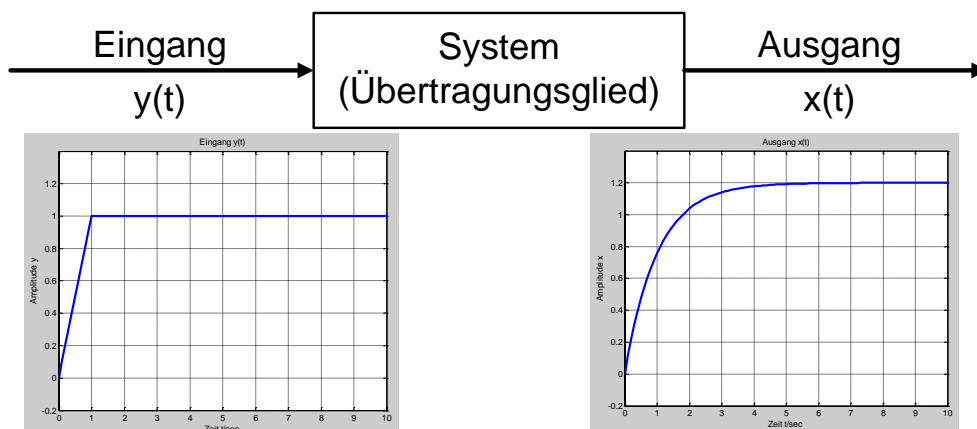 Eingang
System
Ausgang
(Übertragungsglied)
y(t)
x(t)
Eingang y(t)
1.2
1
0.8
0.6
0.4
0.2
0
-0.2
Amplitude y
0 1 2 3 4 5 6 7 8 9 10
Zeit t/sec
Ausgang x(t)
1.2
1
0.8
0.6
0.4
0.2
0
-0.2
Amplitude x
0 1 2 3 4 5 6 7 8 9 10
Zeit t/sec